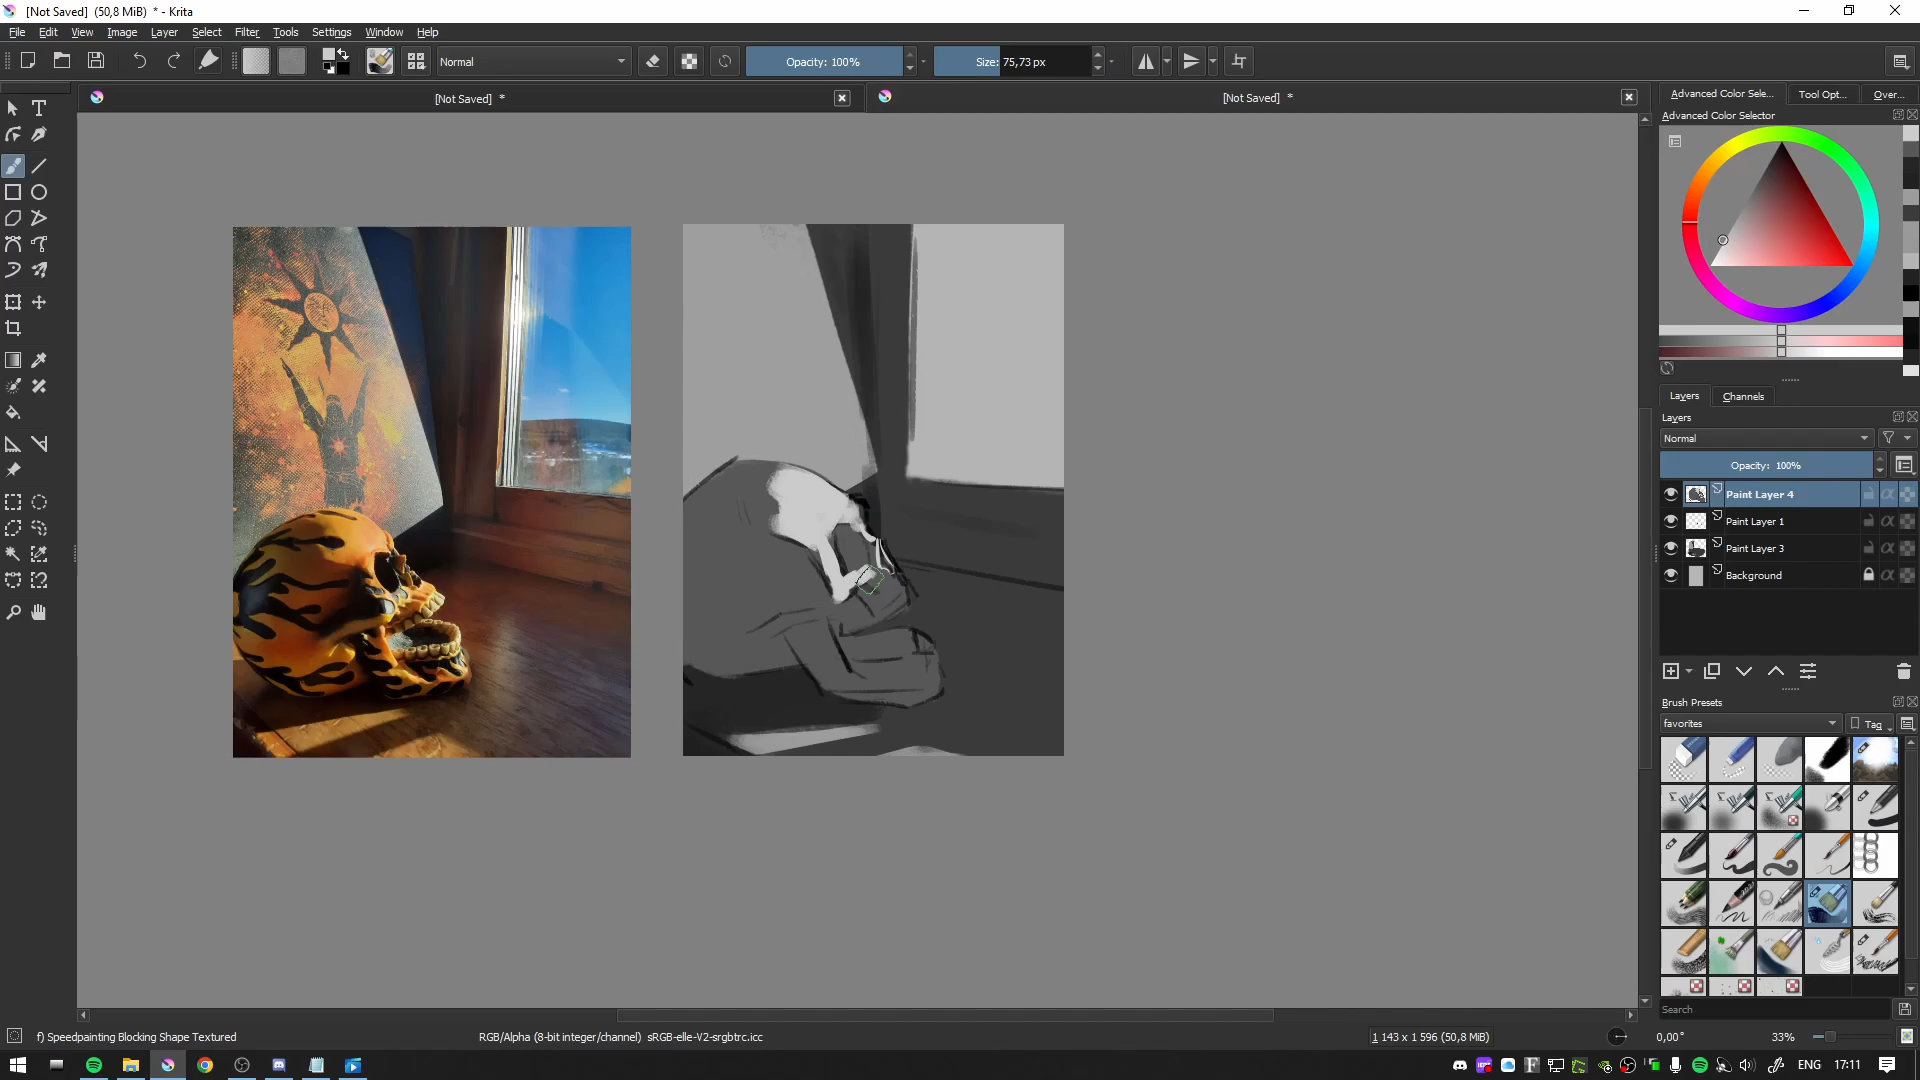 [Not Saved]  (50,8 MiB)  * - Krita
File Edit View Image Layer Select Filter Tools Settings Window Help
Normal
Opacity: 100%
Size: 75,73 px
[Not Saved]  *
[Not Saved]  *
Advanced Color Sele...
Tool Opt...
Over...
Advanced Color Selector
Layers
Channels
Layers
Normal
Opacity: 100%
Paint Layer 4
Paint Layer 1
Paint Layer 3
Background
Brush Presets
favorites
Tag
Search
f) Speedpainting Blocking Shape Textured
RGB/Alpha (8-bit integer/channel)  sRGB-elle-V2-srgbtrc.icc
1 143 x 1 596 (50,8 MiB)
0,00°
33%
ENG
17:11